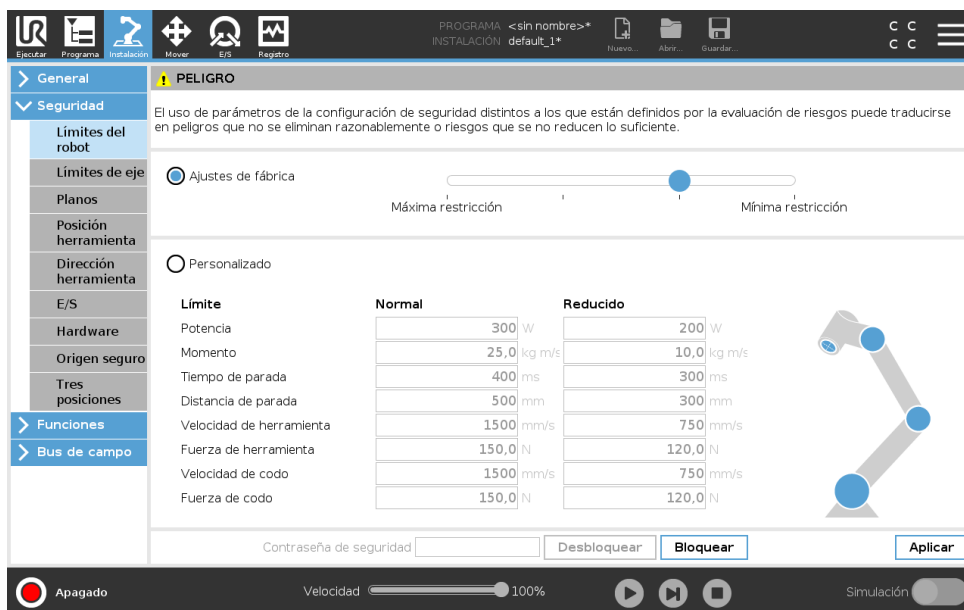 UR
PROGRAMA <sin nombre>*
INSTALACIÓN default_1*
C C
C C
Ejecutar Programa Instalación Mover E/S Registro Nuevo... Abrir... Guardar...
General
Seguridad
Límites del
robot
Límites de eje
Planos
Posición
herramienta
Dirección
herramienta
E/S
Hardware
Origen seguro
Tres
posiciones
Funciones
Bus de campo
PELIGRO
El uso de parámetros de la configuración de seguridad distintos a los que están definidos por la evaluación de riesgos puede traducirse
en peligros que no se eliminan razonablemente o riesgos que se no reducen lo suficiente.
Ajustes de fábrica
Máxima restricción Mínima restricción
Personalizado
Límite Normal Reducido
Potencia 300 W 200 W
Momento 25,0 kg m/s 10,0 kg m/s
Tiempo de parada 400 ms 300 ms
Distancia de parada 500 mm 300 mm
Velocidad de herramienta 1500 mm/s 750 mm/s
Fuerza de herramienta 150,0 N 120,0 N
Velocidad de codo 1500 mm/s 750 mm/s
Fuerza de codo 150,0 N 120,0 N
Contraseña de seguridad Desbloquear Bloquear Aplicar
Apagado Velocidad 100% Simulación